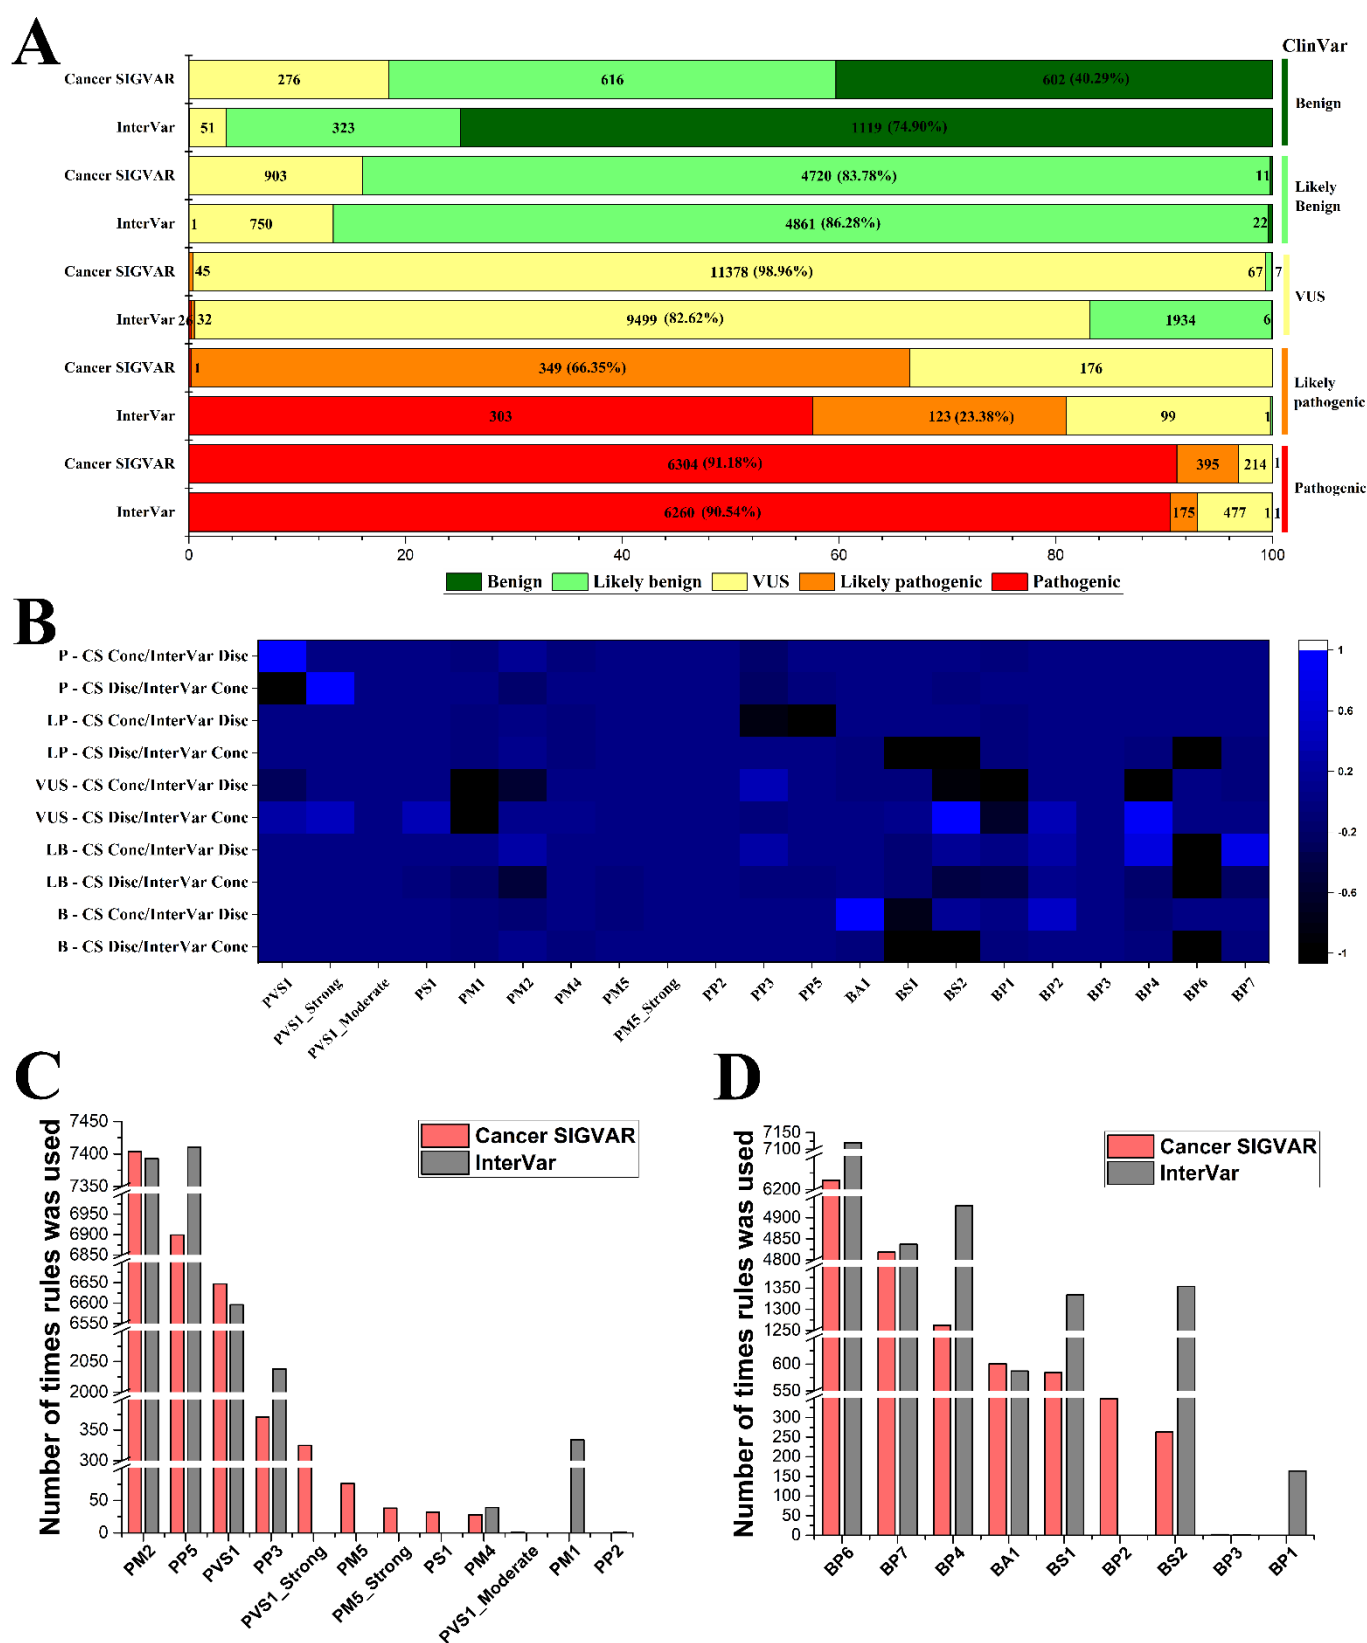 A
ClinVar
Cancer SIGVAR 276 616 602 (40.29%)
Benign
InterVar 51 323 1119 (74.90%)
Cancer SIGVAR 903 4720 (83.78%) 11
Likely
Benign
InterVar 1 750 4861 (86.28%) 22
Cancer SIGVAR 45 11378 (98.96%) 67 7
VUS
InterVar 26 32 9499 (82.62%) 1934 6
Cancer SIGVAR 1 349 (66.35%) 176
Likely
pathogenic
InterVar 303 123 (23.38%) 99 1
Cancer SIGVAR 6304 (91.18%) 395 214 1
Pathogenic
InterVar 6260 (90.54%) 175 477 1 1
0 20 40 60 80 100
Benign Likely benign VUS Likely pathogenic Pathogenic
B
P - CS Conc/InterVar Disc
P - CS Disc/InterVar Conc
LP - CS Conc/InterVar Disc
LP - CS Disc/InterVar Conc
VUS - CS Conc/InterVar Disc
VUS - CS Disc/InterVar Conc
LB - CS Conc/InterVar Disc
LB - CS Disc/InterVar Conc
B - CS Conc/InterVar Disc
B - CS Disc/InterVar Conc
1
0.6
0.2
-0.2
-0.6
-1
PVS1 PVS1_Strong PVS1_Moderate PS1 PM1 PM2 PM4 PM5 PM5_Strong PP2 PP3 PP5 BA1 BS1 BS2 BP1 BP2 BP3 BP4 BP6 BP7
C
Number of times rules was used
7450
7400
7350
6950
6900
6850
6650
6600
6550
2050
2000
350
300
50
0
Cancer SIGVAR
InterVar
PM2 PP5 PVS1 PP3 PVS1_Strong PM5 PM5_Strong PS1 PM4 PVS1_Moderate PM1 PP2
D
Number of times rules was used
7150
7100
6200
4900
4850
4800
1350
1300
1250
600
550
300
250
200
150
100
50
0
Cancer SIGVAR
InterVar
BP6 BP7 BP4 BA1 BS1 BP2 BS2 BP3 BP1